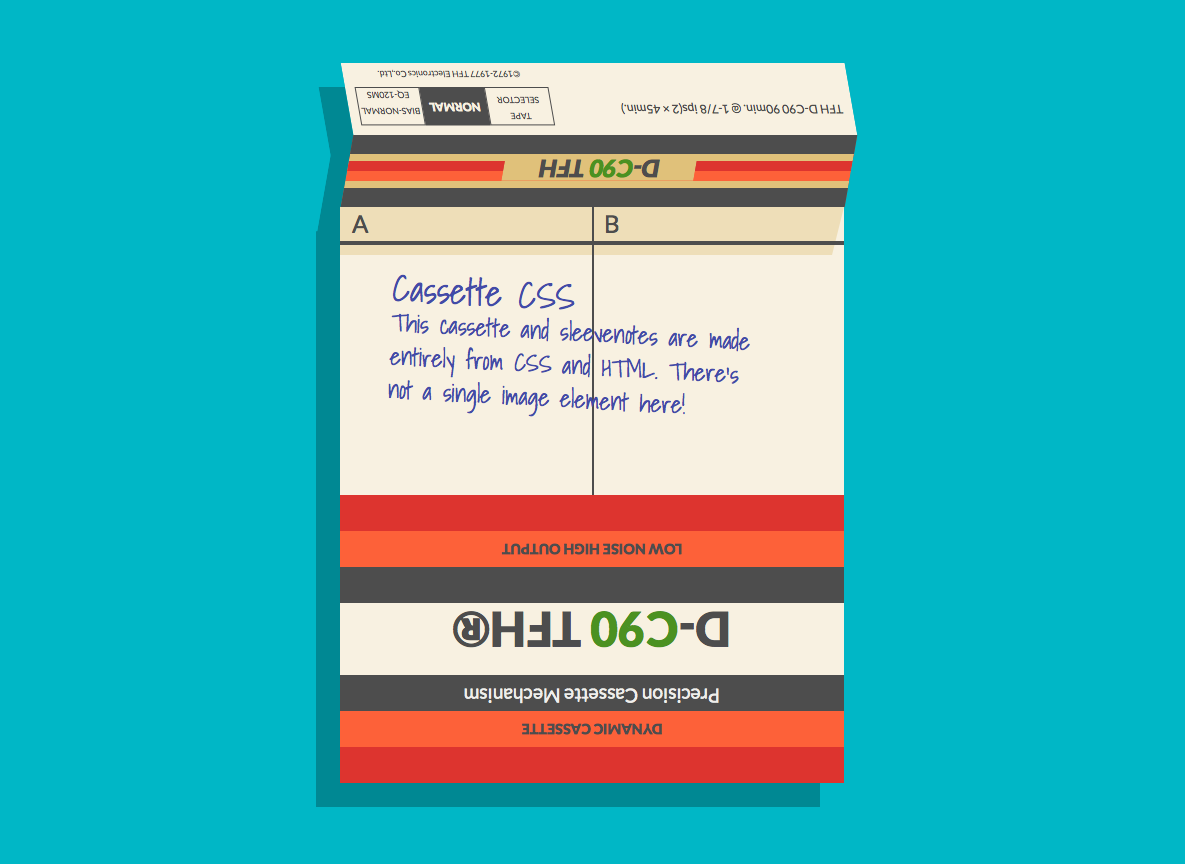 ©1972-1977 TFH Electronics Co.,Ltd.
TAPE SELECTOR
NORMAL
BIAS-NORMAL
EQ-120MS
TFH D-C90 90min. @ 1-7/8 ips(2 × 45min.)
D-C90 TFH
A
B
Cassette CSS
This cassette and sleevenotes are made
entirely from CSS and HTML. There's
not a single image element here!
LOW NOISE HIGH OUTPUT
D-C90 TFH®
Precision Cassette Mechanism
DYNAMIC CASSETTE